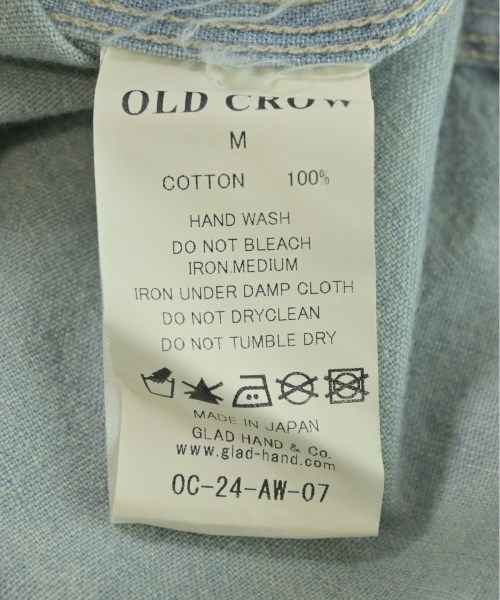 OLD CROW
M
COTTON 100%
HAND WASH
DO NOT BLEACH
IRON.MEDIUM
IRON UNDER DAMP CLOTH
DO NOT DRYCLEAN
DO NOT TUMBLE DRY
MADE IN JAPAN
GLAD HAND & Co.
www.glad-hand.com
OC-24-AW-07